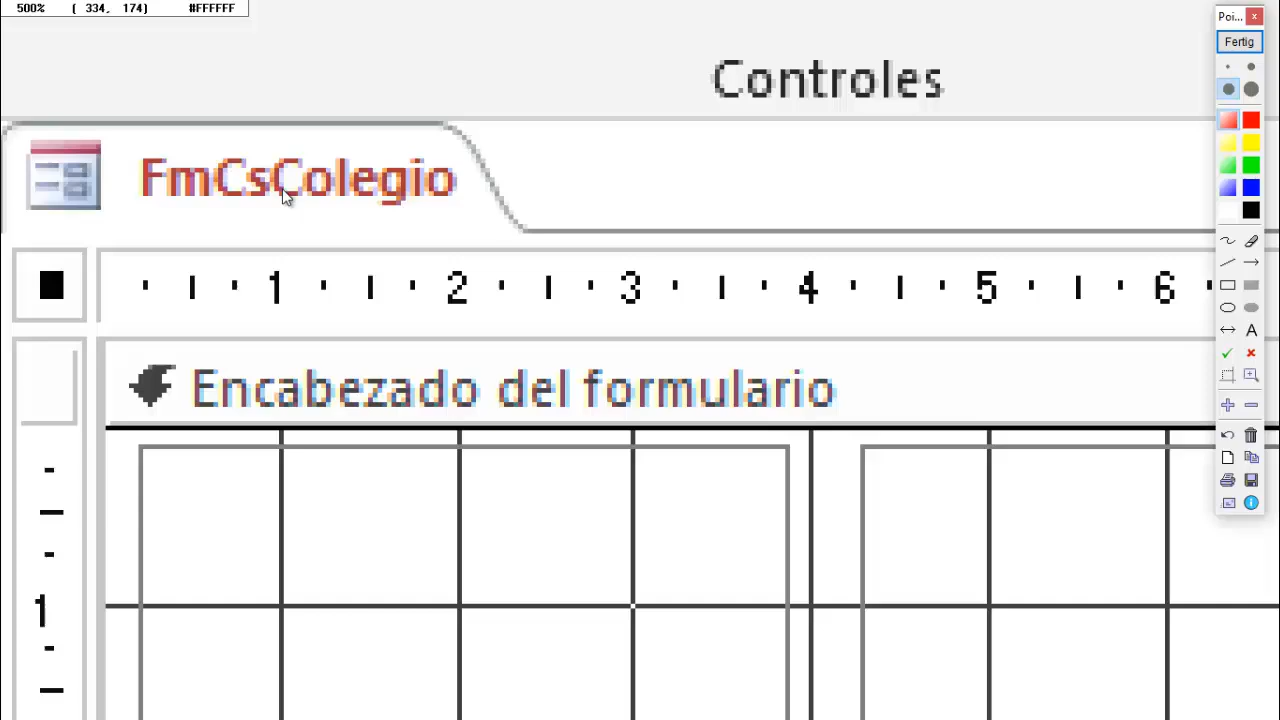 500% ( 334, 174) #FFFFFF
Poi...
Fertig
Controles
FmCsColegio
1 2 3 4 5 6
Encabezado del formulario
A
1